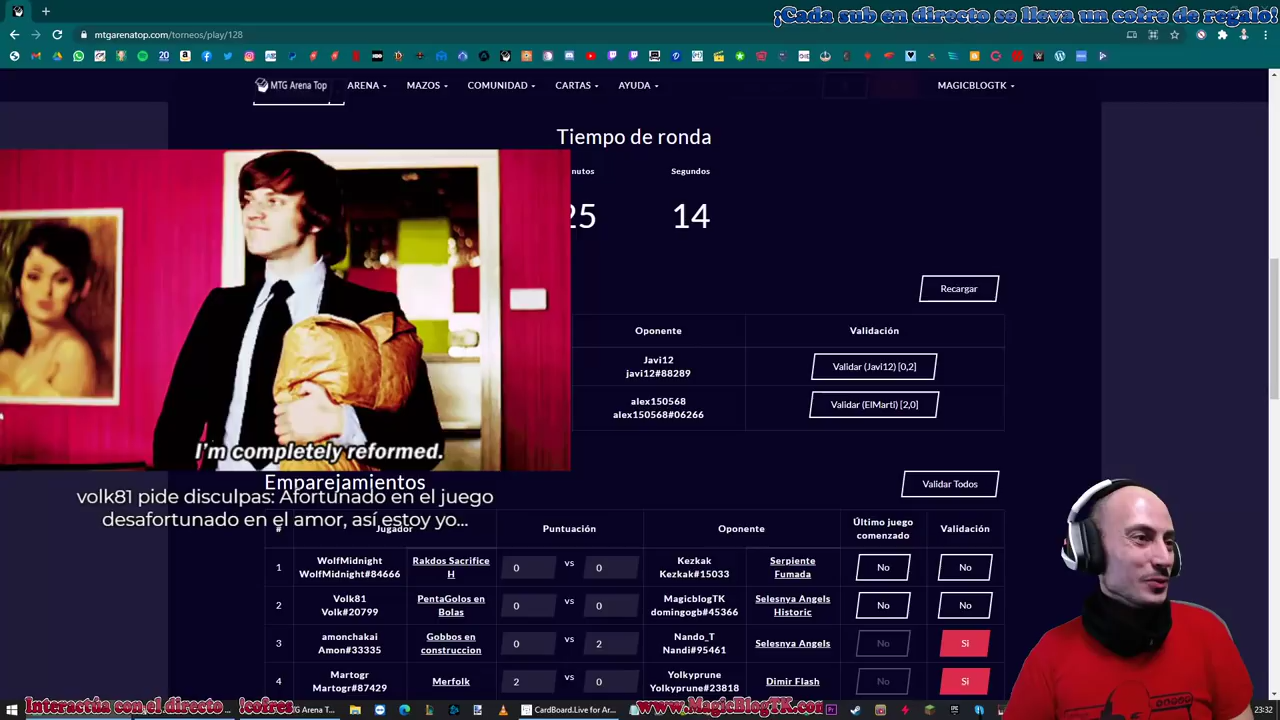 ¡Cada sub en directo se lleva un cofre de regalo!
mtgarenatop.com/torneos/play/128
MTG Arena Top ARENA MAZOS COMUNIDAD CARTAS AYUDA MAGICBLOGTK
Tiempo de ronda
Segundos
25 14
Recargar
Oponente Validación
Javi12
javi12#88289
Validar (Javi12) [0,2]
alex150568
alex150568#06266
Validar (ElMarti) [2,0]
I'm completely reformed.
Emparejamientos
Validar Todos
volk81 pide disculpas: Afortunado en el juego
desafortunado en el amor, así estoy yo...
# Jugador Puntuación Oponente Último juego comenzado Validación
1 WolfMidnight WolfMidnight#84666 Rakdos Sacrifice H 0 vs 0 Kezkak Kezkak#15033 Serpiente Fumada No No
2 Volk81 Volk#20799 PentaGolos en Bolas 0 vs 0 MagicblogTK domingogb#45366 Selesnya Angels Historic No No
3 amonchakai Amon#33335 Gobbos en construccion 0 vs 2 Nando_T Nandi#95461 Selesnya Angels No Si
4 Martogr Martogr#87429 Merfolk 2 vs 0 Yolkyprune Yolkyprune#23818 Dimir Flash No Si
Interactúa con el directo !cofres www.MagicBlogTK.com
CardBoard.Live for Ar...
23:32